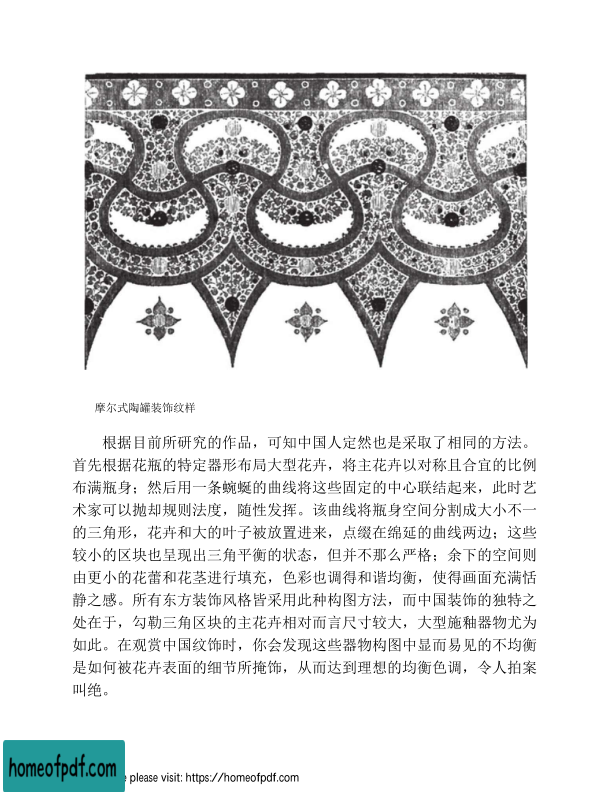 摩尔式陶罐装饰纹样
根据目前所研究的作品，可知中国人定然也是采取了相同的方法。
首先根据花瓶的特定器形布局大型花卉，将主花卉以对称且合宜的比例
布满瓶身；然后用一条蜿蜒的曲线将这些固定的中心联结起来，此时艺
术家可以抛却规则法度，随性发挥。该曲线将瓶身空间分割成大小不一
的三角形，花卉和大的叶子被放置进来，点缀在绵延的曲线两边；这些
较小的区块也呈现出三角平衡的状态，但并不那么严格；余下的空间则
由更小的花蕾和花茎进行填充，色彩也调得和谐均衡，使得画面充满恬
静之感。所有东方装饰风格皆采用此种构图方法，而中国装饰的独特之
处在于，勾勒三角区块的主花卉相对而言尺寸较大，大型施釉器物尤为
如此。在观赏中国纹饰时，你会发现这些器物构图中显而易见的不均衡
是如何被花卉表面的细节所掩饰，从而达到理想的均衡色调，令人拍案
叫绝。
homeofpdf.com
e please visit: https://homeofpdf.com